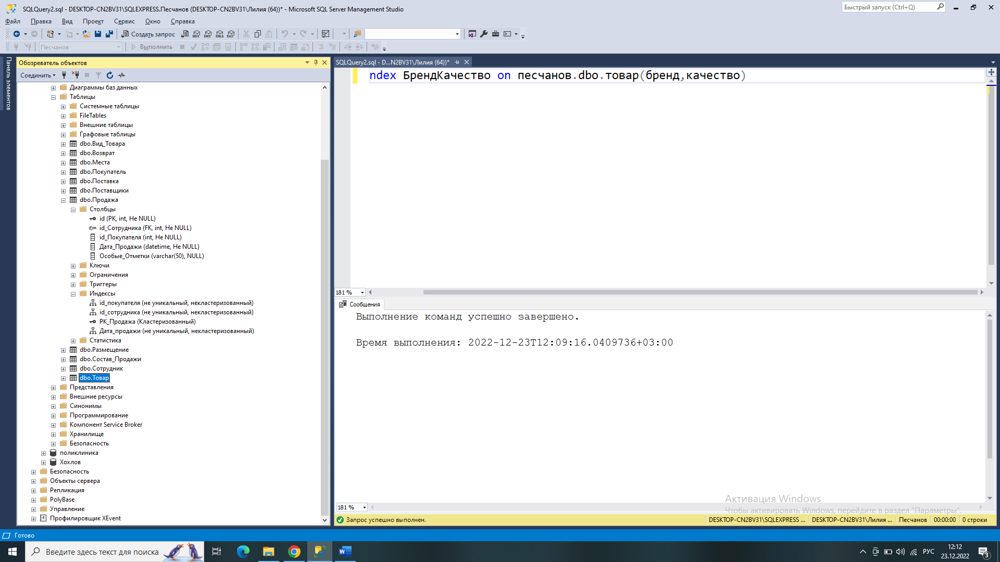 SQLQuery2.sql - DESKTOP-CN2BV31\SQLEXPRESS.Песчанов (DESKTOP-CN2BV31\Лилия (64))* - Microsoft SQL Server Management Studio
Быстрый запуск (Ctrl+Q)
Файл Правка Вид Проект Сервис Окно Справка
Создать запрос MDX DMX XMLA DAX
Песчанов Выполнить
Панель элементов
Обозреватель объектов
Соединить
Диаграммы баз данных
Таблицы
Системные таблицы
FileTables
Внешние таблицы
Графовые таблицы
dbo.Вид_Товара
dbo.Возврат
dbo.Места
dbo.Покупатель
dbo.Поставка
dbo.Поставщики
dbo.Продажа
Столбцы
id (PK, int, Не NULL)
id_Сотрудника (FK, int, Не NULL)
id_Покупателя (int, Не NULL)
Дата_Продажи (datetime, Не NULL)
Особые_Отметки (varchar(50), NULL)
Ключи
Ограничения
Триггеры
Индексы
id_покупателя (не уникальный, некластеризованный)
id_сотрудника (не уникальный, некластеризованный)
PK_Продажа (Кластеризованный)
Дата_продажи (не уникальный, некластеризованный)
Статистика
dbo.Размещение
dbo.Состав_Продажи
dbo.Сотрудник
dbo.Товар
Представления
Внешние ресурсы
Синонимы
Программирование
Компонент Service Broker
Хранилище
Безопасность
поликлиника
Хохлов
Безопасность
Объекты сервера
Репликация
PolyBase
Управление
Профилировщик XEvent
SQLQuery2.sql - D...N2BV31\Лилия (64))*
ndex БрендКачество on песчанов.dbo.товар(бренд,качество)
181 %
Сообщения
Выполнение команд успешно завершено.
Время выполнения: 2022-12-23T12:09:16.0409736+03:00
181 %
Активация Windows
Чтобы активировать Windows, перейдите в раздел "Параметры".
Запрос успешно выполнен.
DESKTOP-CN2BV31\SQLEXPRESS ... DESKTOP-CN2BV31\Лилия ... Песчанов 00:00:00 0 строки
Готово
Введите здесь текст для поиска
РУС
12:12
23.12.2022
3